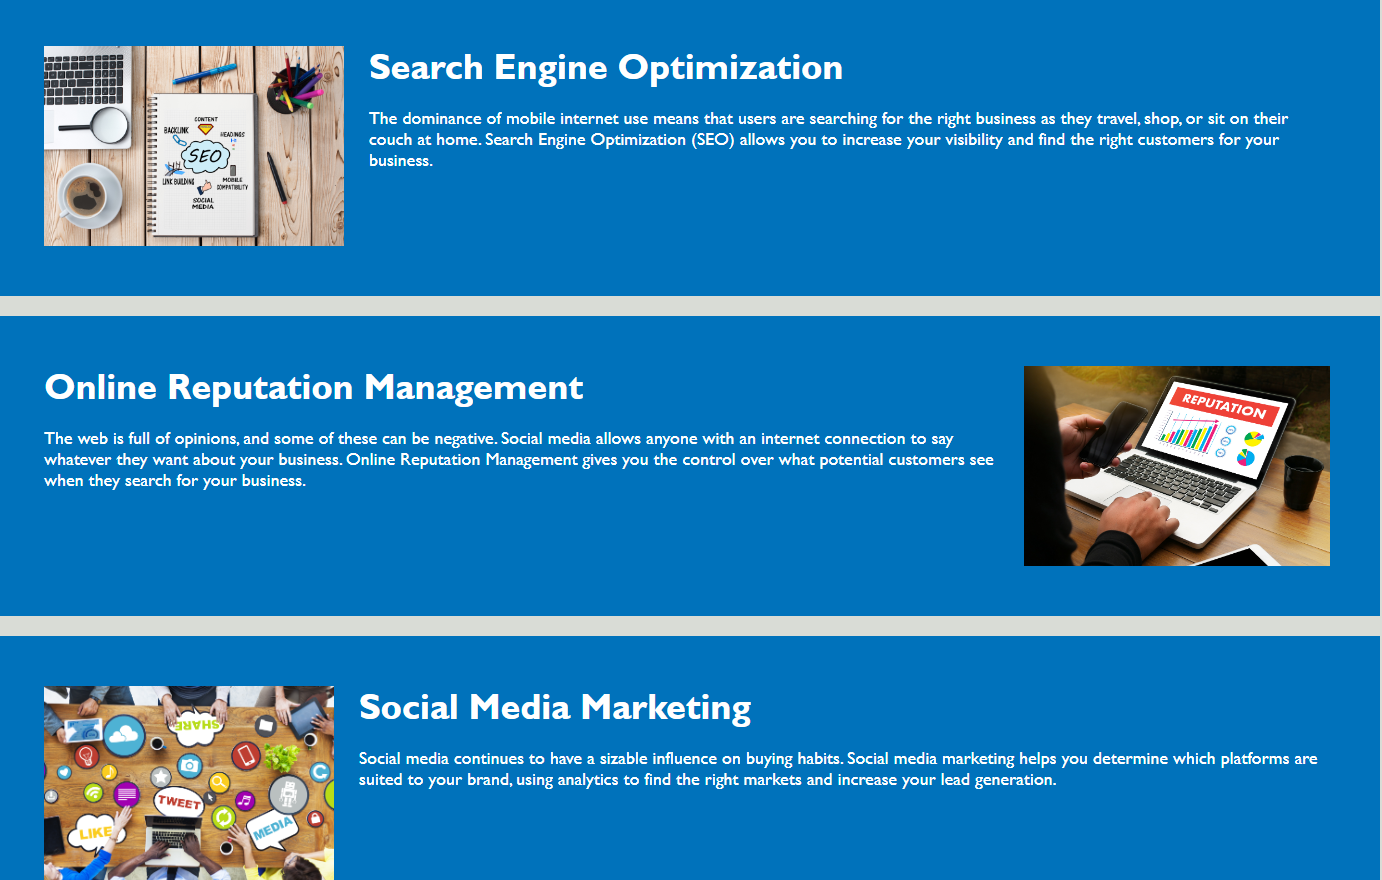 Search Engine Optimization
The dominance of mobile internet use means that users are searching for the right business as they travel, shop, or sit on their
couch at home. Search Engine Optimization (SEO) allows you to increase your visibility and find the right customers for your
business.
CONTENT
BACKLINK
HEADINGS
SEO
LINK BUILDING
MOBILE
COMPATIBILITY
SOCIAL
MEDIA
Online Reputation Management
The web is full of opinions, and some of these can be negative. Social media allows anyone with an internet connection to say
whatever they want about your business. Online Reputation Management gives you the control over what potential customers see
when they search for your business.
REPUTATION
Social Media Marketing
Social media continues to have a sizable influence on buying habits. Social media marketing helps you determine which platforms are
suited to your brand, using analytics to find the right markets and increase your lead generation.
SHARE
TWEET
LIKE
MEDIA